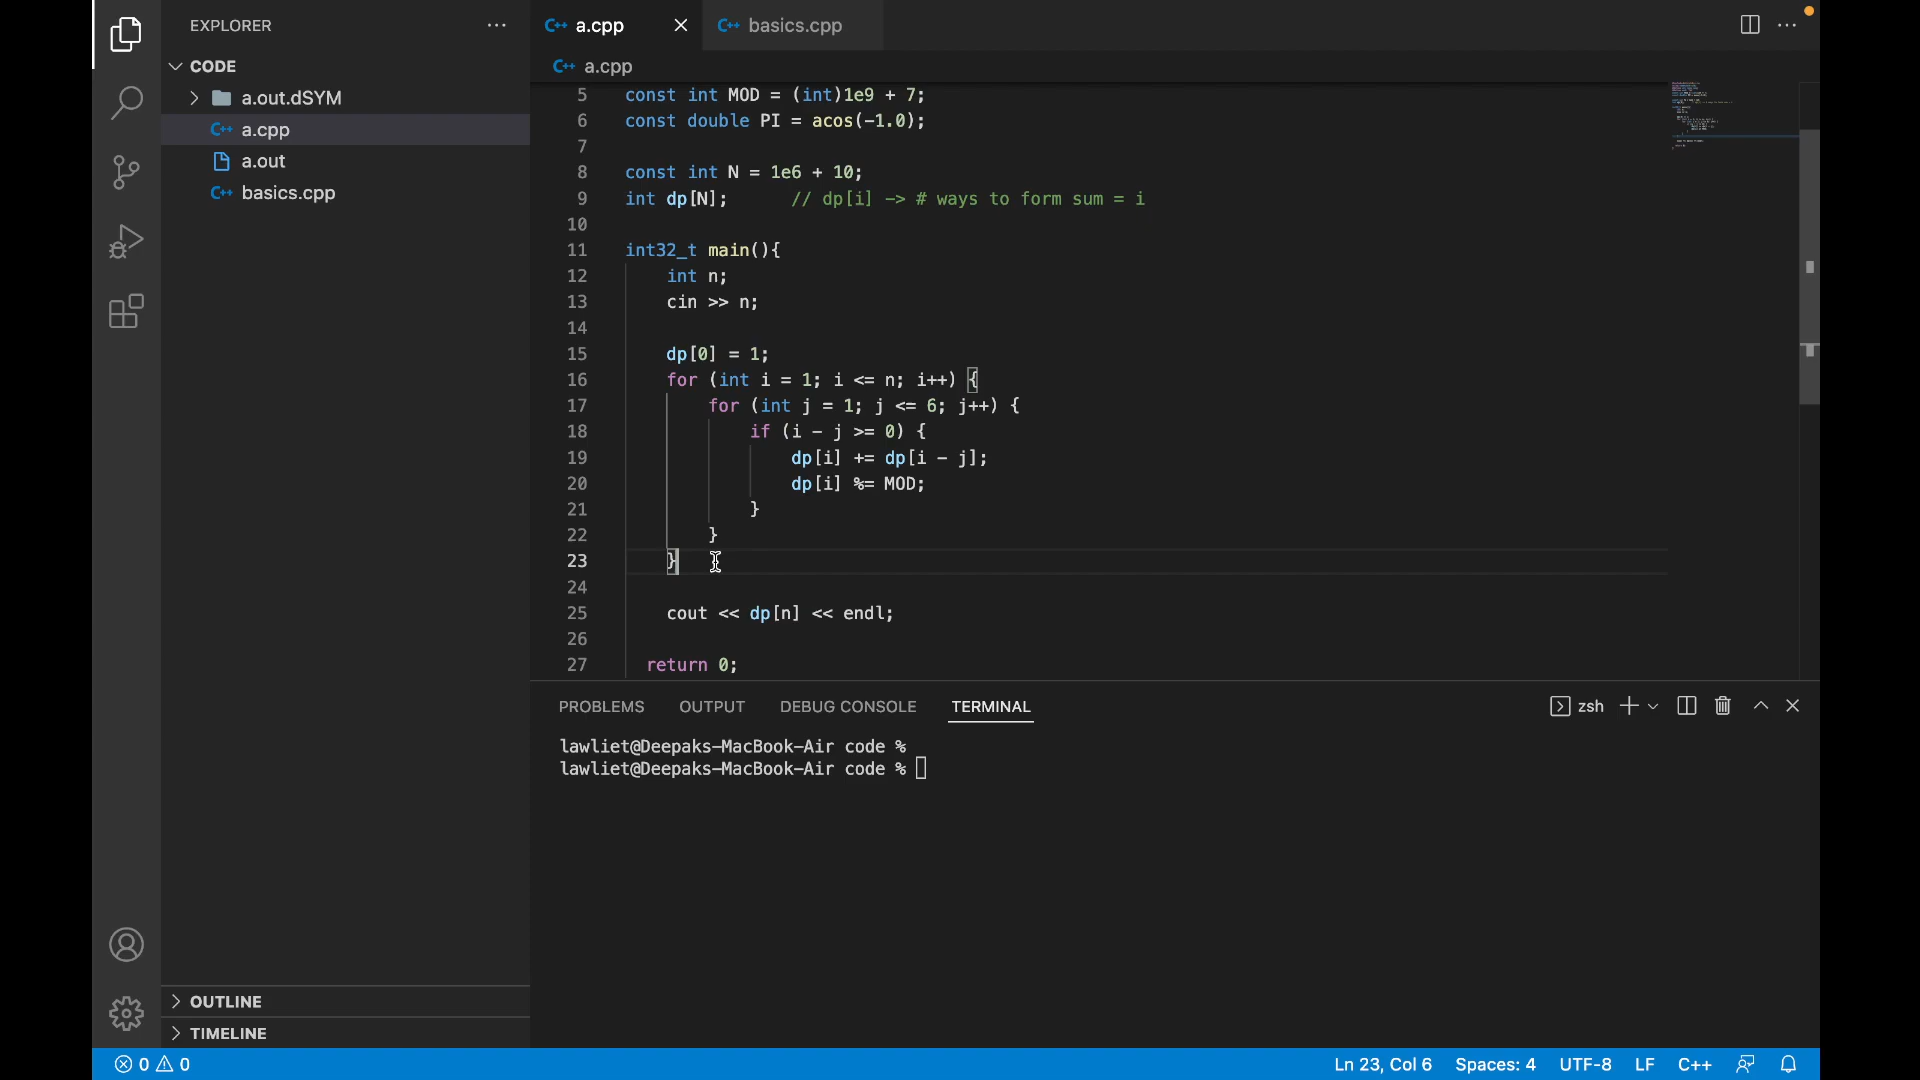 EXPLORER
CODE
a.out.dSYM
C++ a.cpp
a.out
C++ basics.cpp
OUTLINE
TIMELINE
C++ a.cpp
C++ basics.cpp
C++ a.cpp
5 const int MOD = (int)1e9 + 7;
6 const double PI = acos(-1.0);
7
8 const int N = 1e6 + 10;
9 int dp[N]; // dp[i] -> # ways to form sum = i
10
11 int32_t main(){
12 int n;
13 cin >> n;
14
15 dp[0] = 1;
16 for (int i = 1; i <= n; i++) {
17 for (int j = 1; j <= 6; j++) {
18 if (i - j >= 0) {
19 dp[i] += dp[i - j];
20 dp[i] %= MOD;
21 }
22 }
23 }
24
25 cout << dp[n] << endl;
26
27 return 0;
PROBLEMS OUTPUT DEBUG CONSOLE TERMINAL zsh
lawliet@Deepaks-MacBook-Air code %
lawliet@Deepaks-MacBook-Air code %
0 0 Ln 23, Col 6 Spaces: 4 UTF-8 LF C++